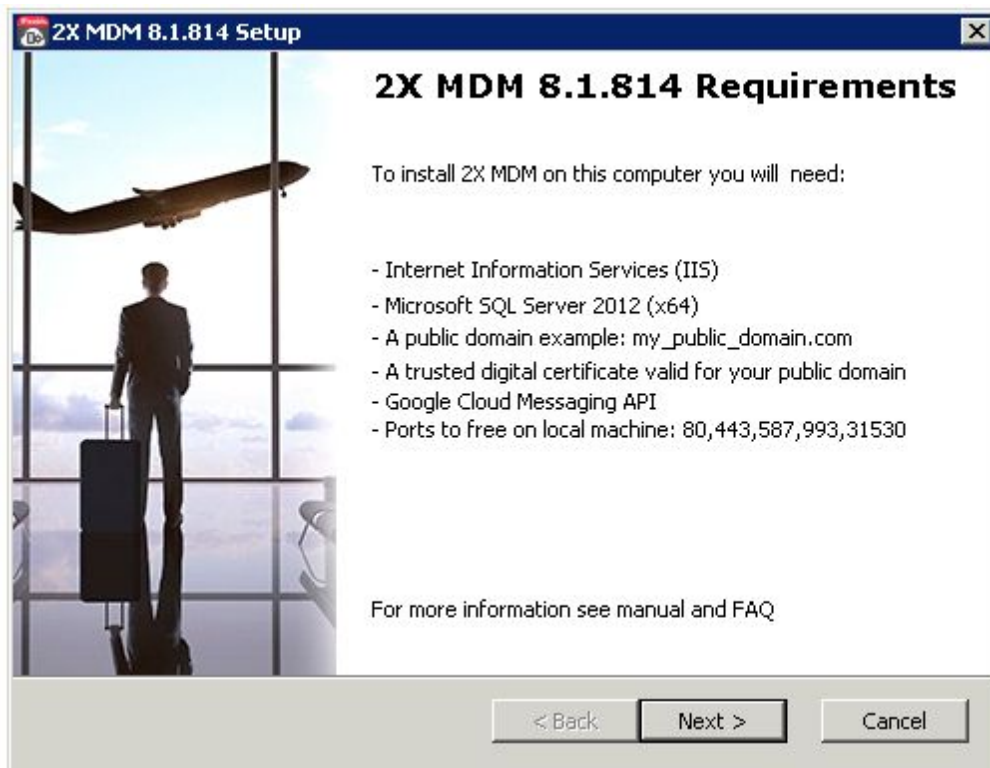 2X MDM 8.1.814 Setup
2X MDM 8.1.814 Requirements
To install 2X MDM on this computer you will  need:
- Internet Information Services (IIS)
- Microsoft SQL Server 2012 (x64)
- A public domain example: my_public_domain.com
- A trusted digital certificate valid for your public domain
- Google Cloud Messaging API
- Ports to free on local machine: 80,443,587,993,31530
For more information see manual and FAQ
< Back
Next >
Cancel